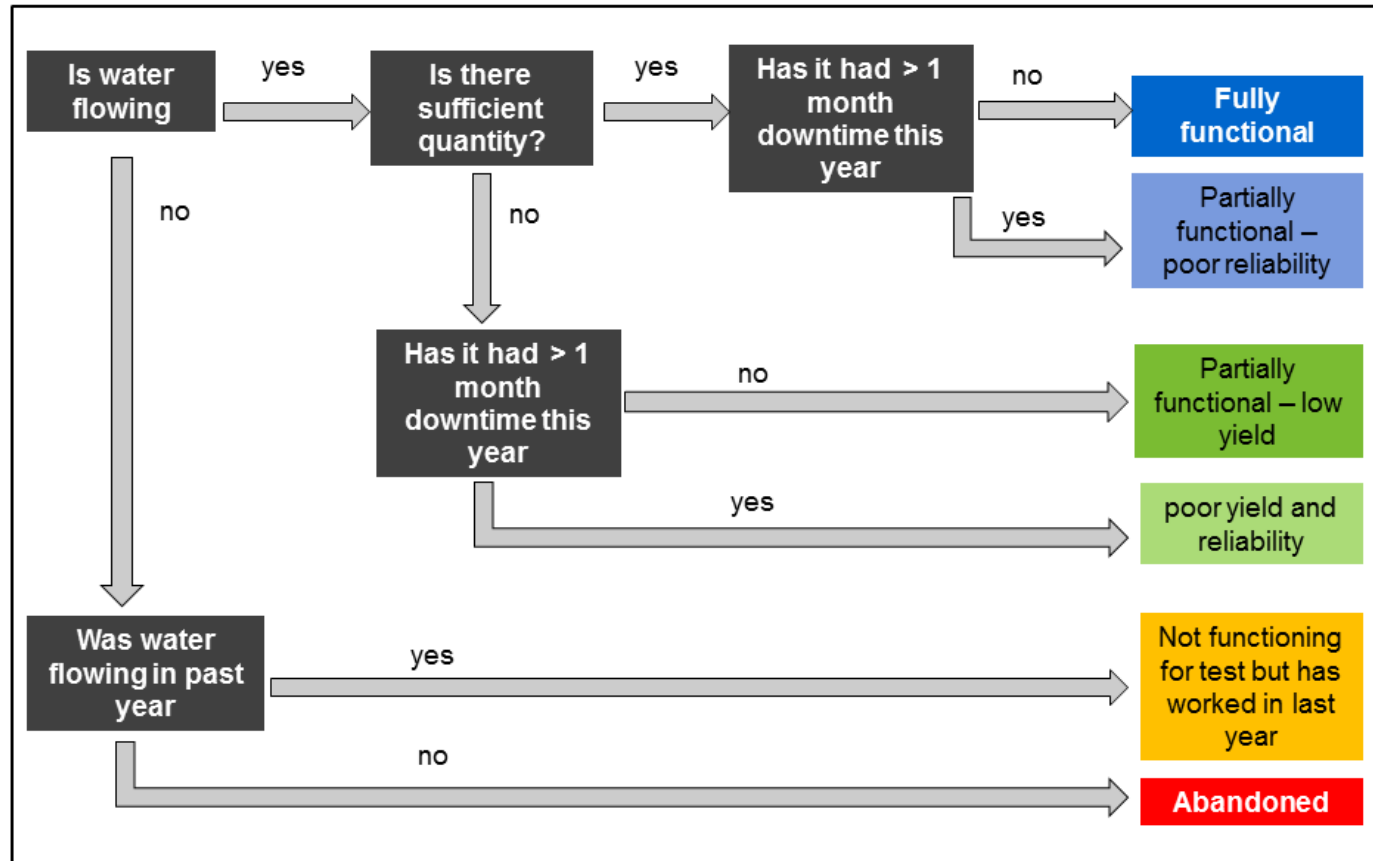 Is water
flowing
yes
Is there
sufficient
quantity?
yes
Has it had > 1
month
downtime this
year
no
Fully
functional
yes
Partially
functional –
poor reliability
no
no
Has it had > 1
month
downtime this
year
no
Partially
functional – low
yield
yes
poor yield and
reliability
Was water
flowing in past
year
yes
Not functioning
for test but has
worked in last
year
no
Abandoned